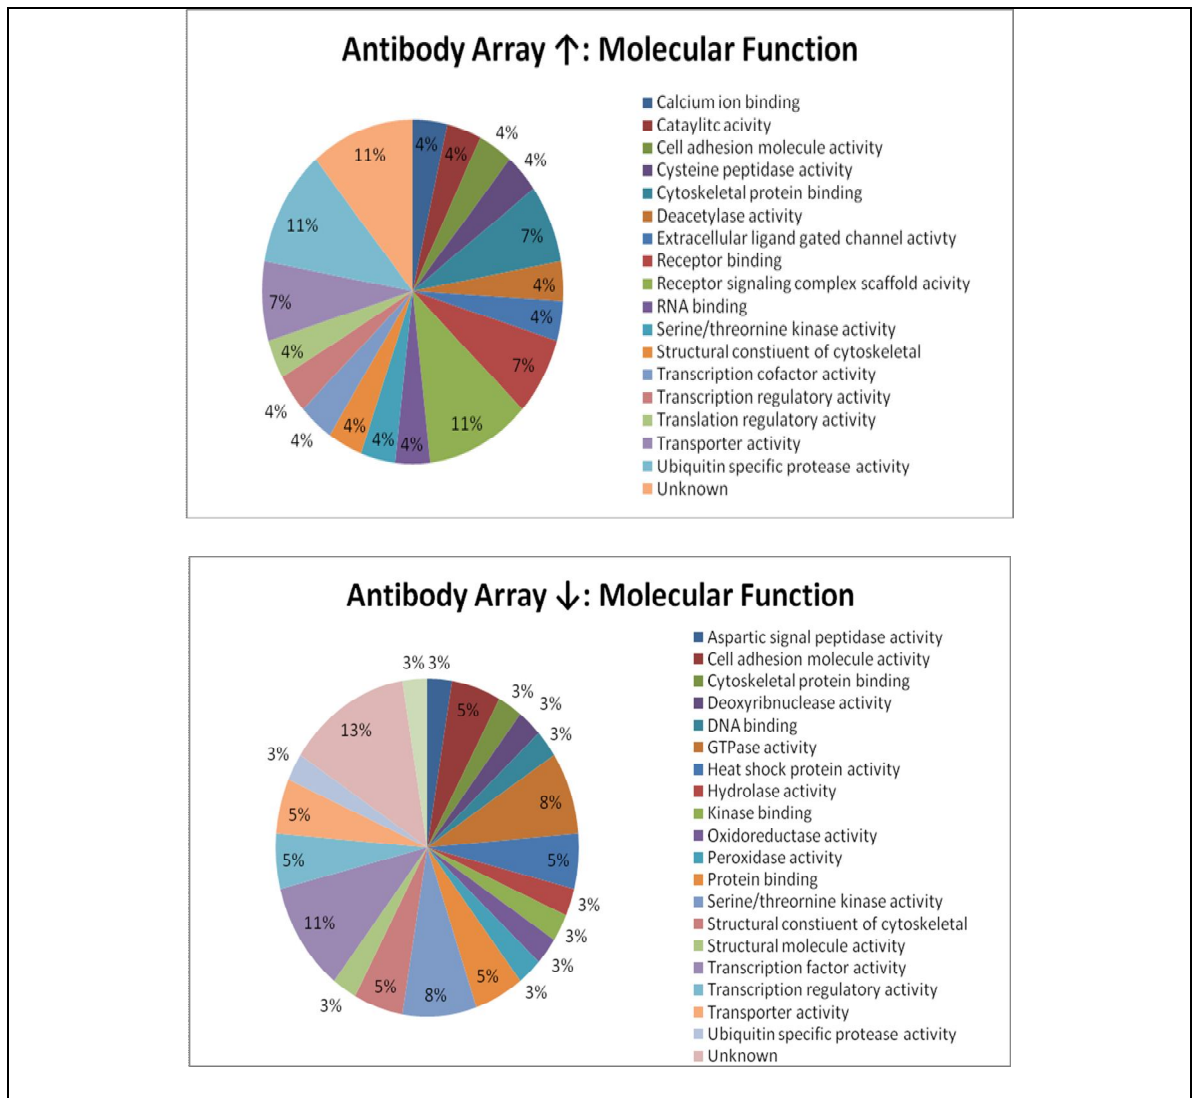 Antibody Array ↑: Molecular Function
4%
4%
4%
4%
7%
4%
4%
7%
11%
4%
4%
4%
4%
4%
4%
7%
11%
11%
Calcium ion binding
Cataylitc acivity
Cell adhesion molecule activity
Cysteine peptidase activity
Cytoskeletal protein binding
Deacetylase activity
Extracellular ligand gated channel activty
Receptor binding
Receptor signaling complex scaffold acivity
RNA binding
Serine/threornine kinase activity
Structural constiuent of cytoskeletal
Transcription cofactor activity
Transcription regulatory activity
Translation regulatory activity
Transporter activity
Ubiquitin specific protease activity
Unknown
Antibody Array ↓: Molecular Function
3%
5%
3%
3%
3%
8%
5%
3%
3%
3%
3%
5%
8%
5%
3%
11%
5%
5%
3%
13%
3%
Aspartic signal peptidase activity
Cell adhesion molecule activity
Cytoskeletal protein binding
Deoxyribnuclease activity
DNA binding
GTPase activity
Heat shock protein activity
Hydrolase activity
Kinase binding
Oxidoreductase activity
Peroxidase activity
Protein binding
Serine/threornine kinase activity
Structural constiuent of cytoskeletal
Structural molecule activity
Transcription factor activity
Transcription regulatory activity
Transporter activity
Ubiquitin specific protease activity
Unknown